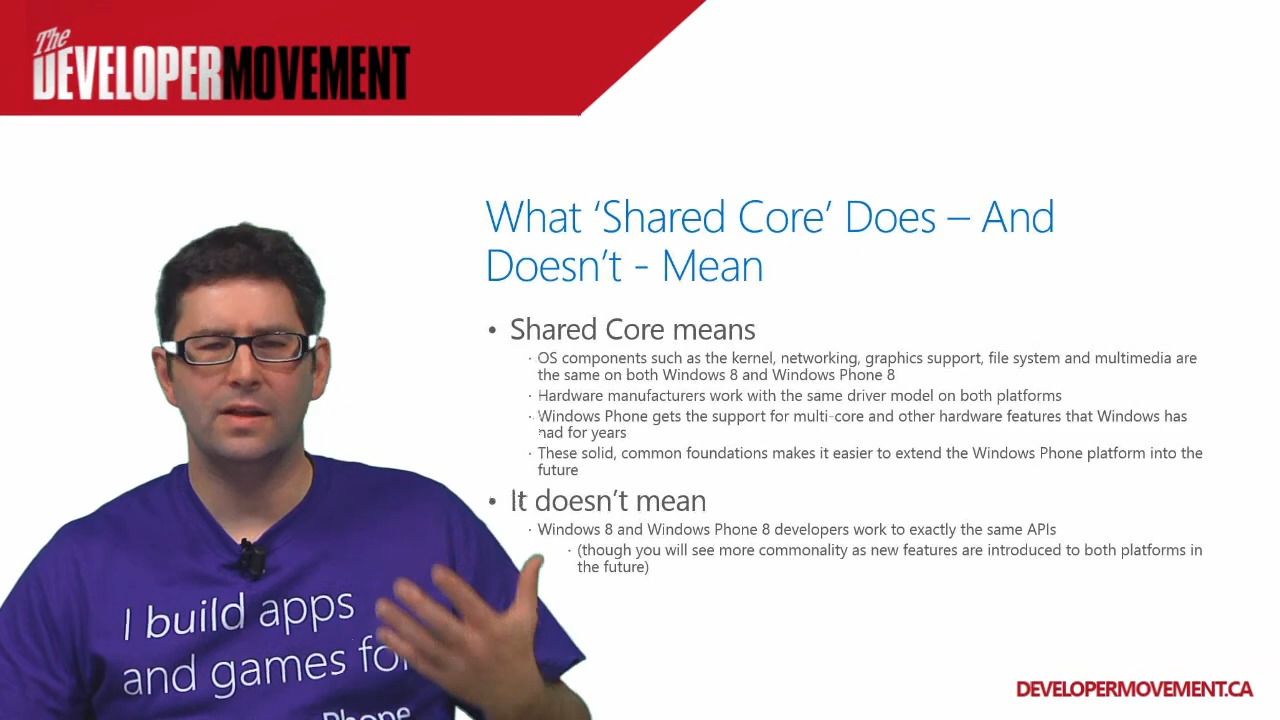 The
DEVELOPERMOVEMENT
What ‘Shared Core’ Does – And
Doesn’t - Mean
• Shared Core means
· OS components such as the kernel, networking, graphics support, file system and multimedia are
the same on both Windows 8 and Windows Phone 8
· Hardware manufacturers work with the same driver model on both platforms
· Windows Phone gets the support for multi-core and other hardware features that Windows has
had for years
· These solid, common foundations makes it easier to extend the Windows Phone platform into the
future
• It doesn’t mean
· Windows 8 and Windows Phone 8 developers work to exactly the same APIs
· (though you will see more commonality as new features are introduced to both platforms in
the future)
I build apps
and games for
Phone
DEVELOPERMOVEMENT.CA